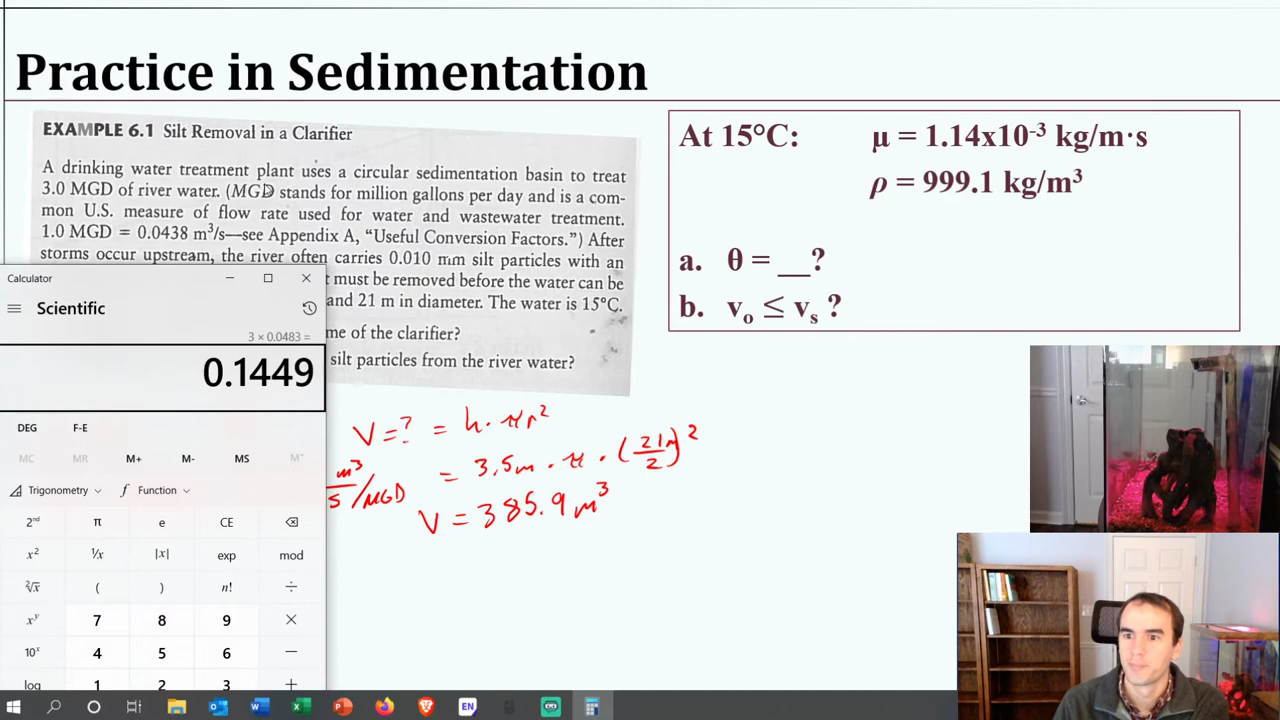 Practice in Sedimentation
EXAMPLE 6.1 Silt Removal in a Clarifier
A drinking water treatment plant uses a circular sedimentation basin to treat
3.0 MGD of river water. (MGD stands for million gallons per day and is a com-
mon U.S. measure of flow rate used for water and wastewater treatment.
1.0 MGD = 0.0438 m³/s—see Appendix A, “Useful Conversion Factors.”) After
storms occur upstream, the river often carries 0.010 mm silt particles with an
t must be removed before the water can be
and 21 m in diameter. The water is 15°C.
me of the clarifier?
silt particles from the river water?
At 15°C: μ = 1.14x10⁻³ kg/m·s
ρ = 999.1 kg/m³
a. θ = __?
b. vₒ ≤ vₛ ?
Calculator
Scientific
3 × 0.0483 =
0.1449
DEG F-E
MC MR M+ M- MS M˅
Trigonometry Function
2ⁿᵈ π e CE
x² ¹/x |x| exp mod
²√x ( ) n! ÷
xʸ 7 8 9 ×
10ˣ 4 5 6 −
log 1 2 3 +
V = ? = h · πr²
= 3.5m · π · (21m/2)²
m³/s/MGD
V = 385.9 m³
EN